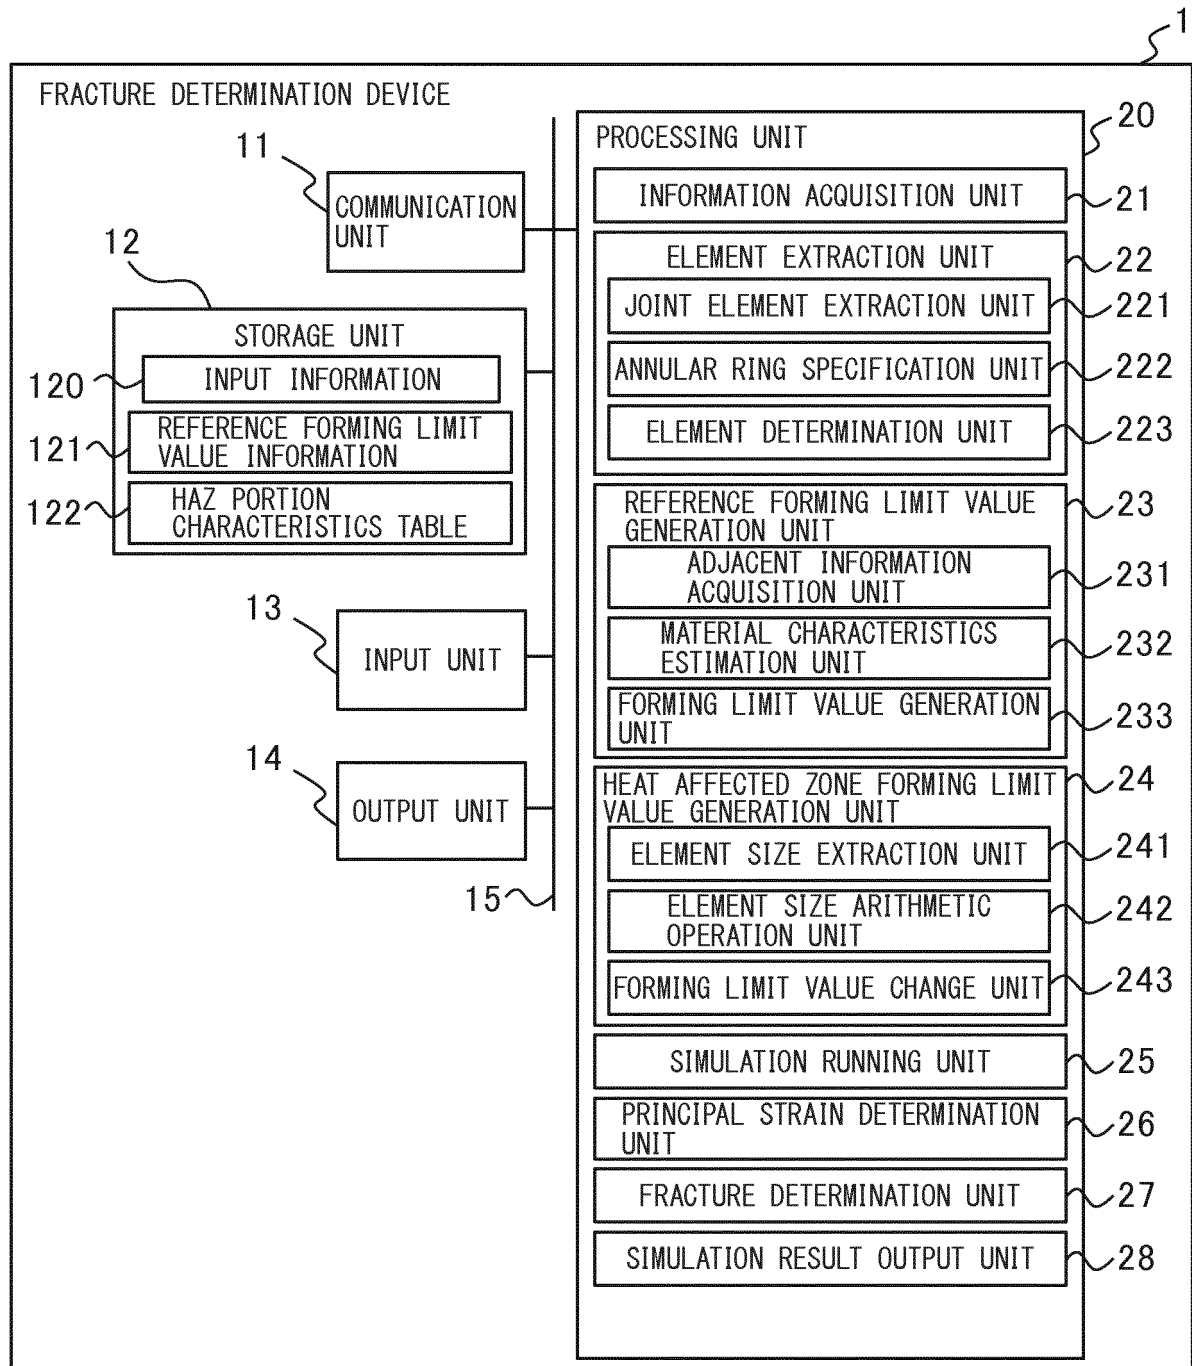 1
FRACTURE DETERMINATION DEVICE
11
COMMUNICATION
UNIT
12
STORAGE UNIT
120
INPUT INFORMATION
121
REFERENCE FORMING LIMIT
VALUE INFORMATION
122
HAZ PORTION
CHARACTERISTICS TABLE
13
INPUT UNIT
14
OUTPUT UNIT
15
20
PROCESSING UNIT
INFORMATION ACQUISITION UNIT
21
ELEMENT EXTRACTION UNIT
22
JOINT ELEMENT EXTRACTION UNIT
221
ANNULAR RING SPECIFICATION UNIT
222
ELEMENT DETERMINATION UNIT
223
REFERENCE FORMING LIMIT VALUE
GENERATION UNIT
23
ADJACENT INFORMATION
ACQUISITION UNIT
231
MATERIAL CHARACTERISTICS
ESTIMATION UNIT
232
FORMING LIMIT VALUE GENERATION
UNIT
233
HEAT AFFECTED ZONE FORMING LIMIT
VALUE GENERATION UNIT
24
ELEMENT SIZE EXTRACTION UNIT
241
ELEMENT SIZE ARITHMETIC
OPERATION UNIT
242
FORMING LIMIT VALUE CHANGE UNIT
243
SIMULATION RUNNING UNIT
25
PRINCIPAL STRAIN DETERMINATION
UNIT
26
FRACTURE DETERMINATION UNIT
27
SIMULATION RESULT OUTPUT UNIT
28